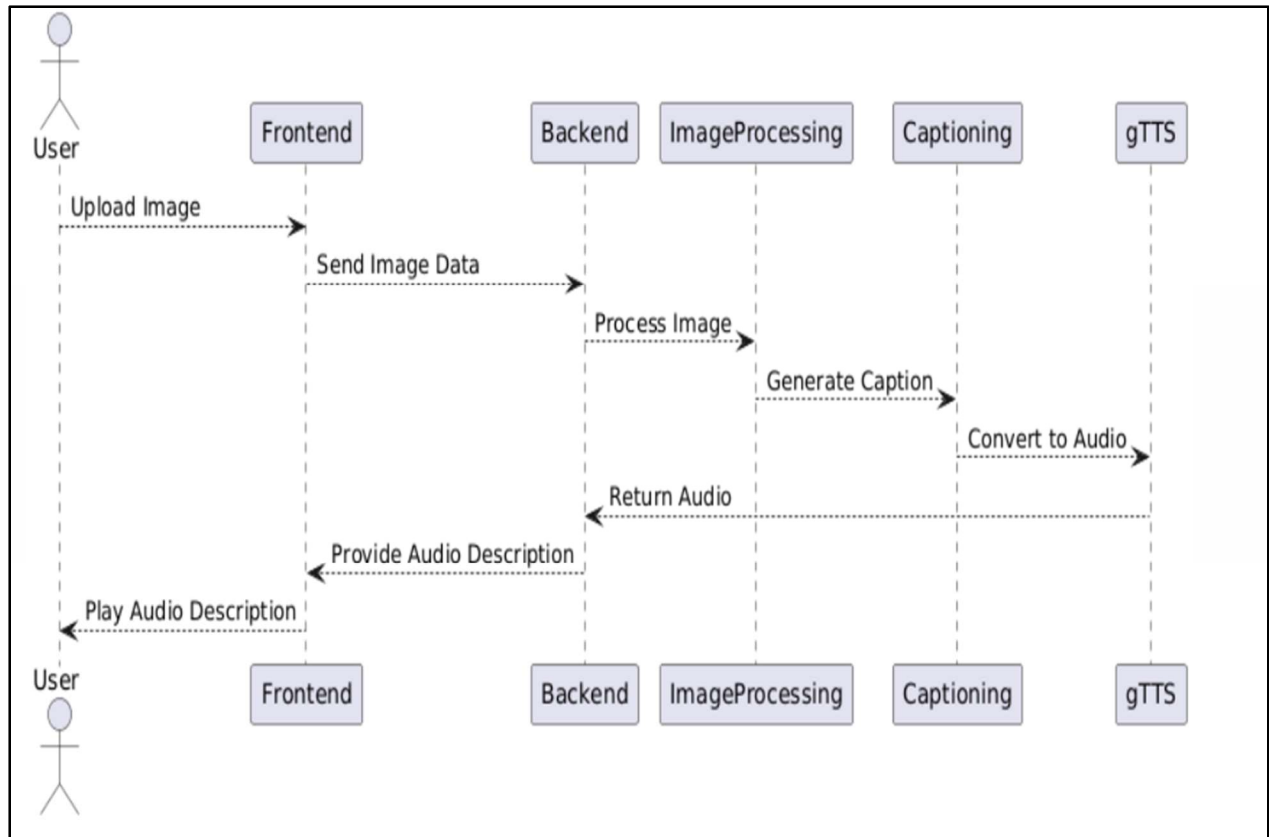 User
Frontend
Backend
ImageProcessing
Captioning
gTTS
Upload Image
Send Image Data
Process Image
Generate Caption
Convert to Audio
Return Audio
Provide Audio Description
Play Audio Description
User
Frontend
Backend
ImageProcessing
Captioning
gTTS